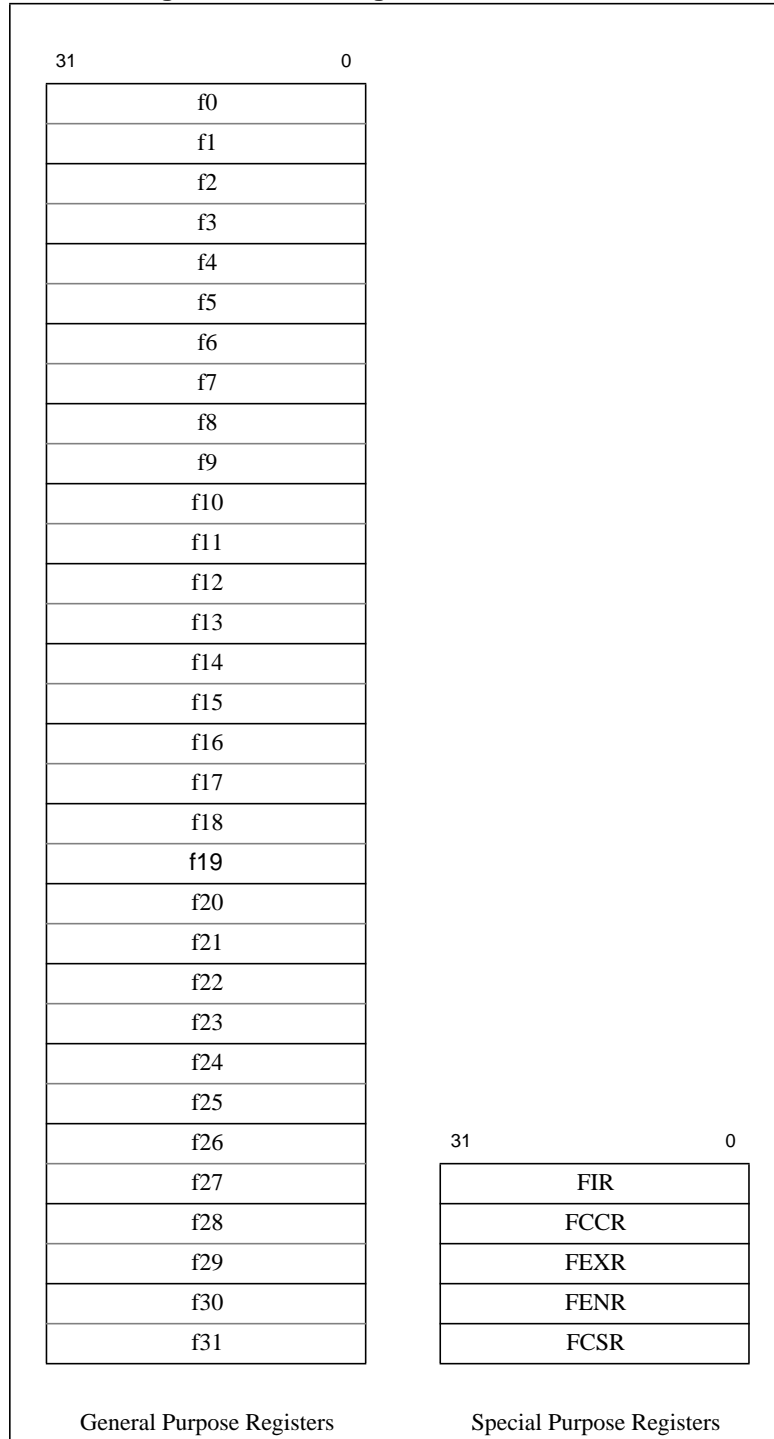 31 0
f0
f1
f2
f3
f4
f5
f6
f7
f8
f9
f10
f11
f12
f13
f14
f15
f16
f17
f18
f19
f20
f21
f22
f23
f24
f25
f26
f27
f28
f29
f30
f31
General Purpose Registers
31 0
FIR
FCCR
FEXR
FENR
FCSR
Special Purpose Registers